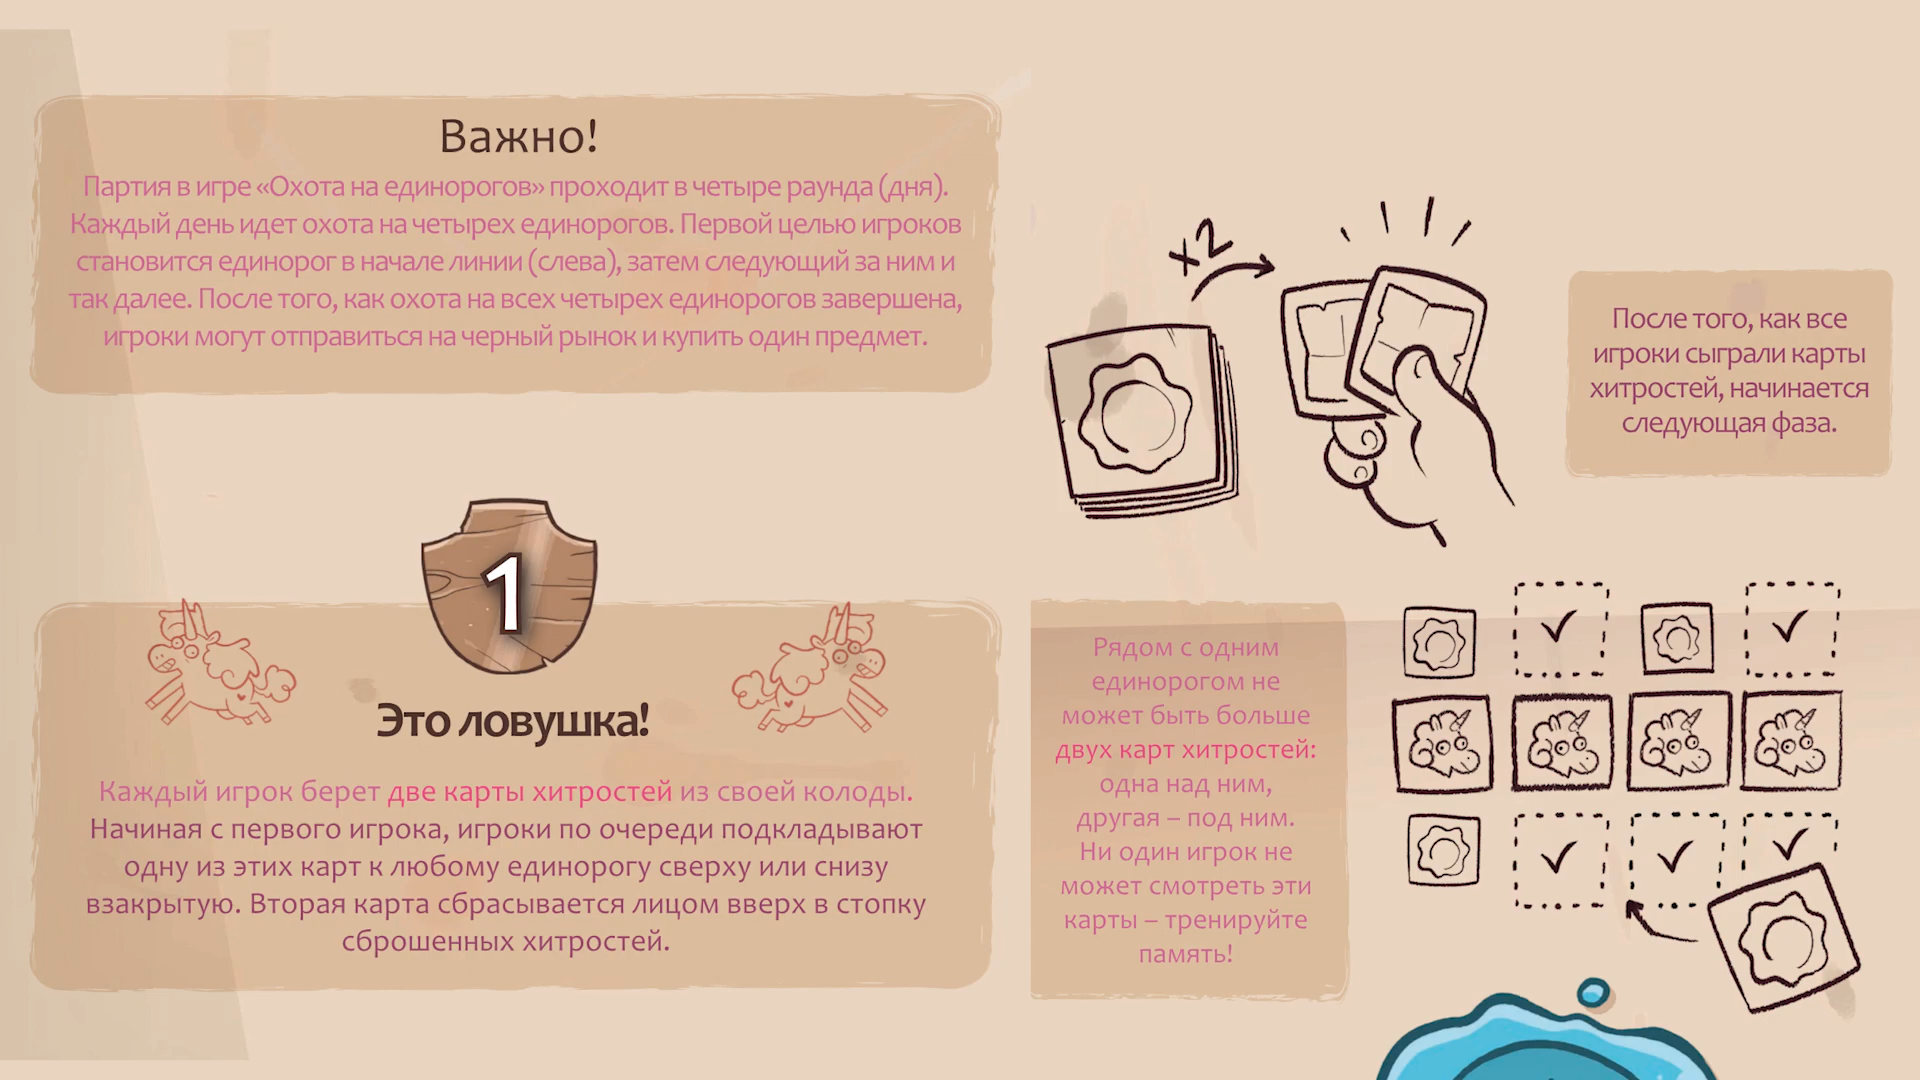 Важно!
Партия в игре «Охота на единорогов» проходит в четыре раунда (дня).
Каждый день идет охота на четырех единорогов. Первой целью игроков
становится единорог в начале линии (слева), затем следующий за ним и
так далее. После того, как охота на всех четырех единорогов завершена,
игроки могут отправиться на черный рынок и купить один предмет.
1
Это ловушка!
Каждый игрок берет две карты хитростей из своей колоды.
Начиная с первого игрока, игроки по очереди подкладывают
одну из этих карт к любому единорогу сверху или снизу
взакрытую. Вторая карта сбрасывается лицом вверх в стопку
сброшенных хитростей.
x2
После того, как все
игроки сыграли карты
хитростей, начинается
следующая фаза.
Рядом с одним
единорогом не
может быть больше
двух карт хитростей:
одна над ним,
другая – под ним.
Ни один игрок не
может смотреть эти
карты – тренируйте
память!